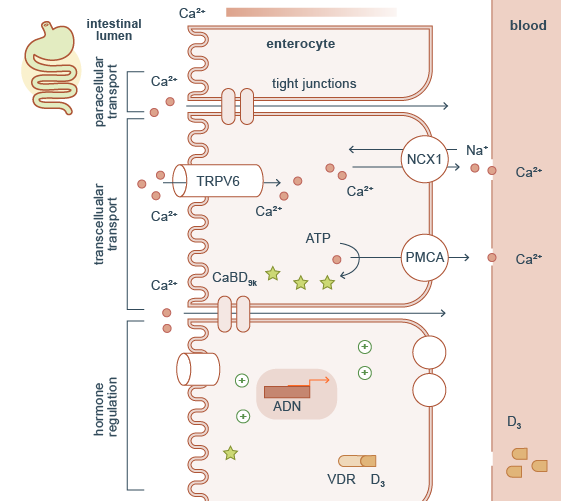 Ca²⁺
intestinal
lumen
blood
enterocyte
paracellular
transport
Ca²⁺
tight junctions
transcellular
transport
NCX1
Na⁺
Ca²⁺
TRPV6
Ca²⁺
Ca²⁺
Ca²⁺
ATP
PMCA
Ca²⁺
CaBD₉ₖ
Ca²⁺
hormone
regulation
ADN
D₃
VDR D₃